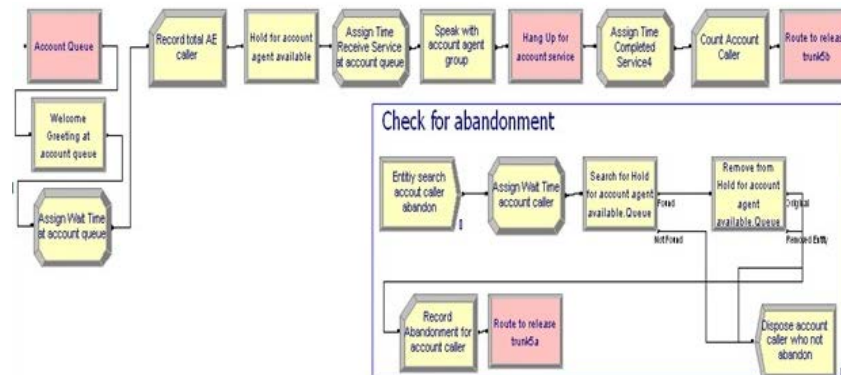 Account Queue
Record total AE
caller
Hold for account
agent available
Assign Time
Receive Service
at account queue
Speak with
account agent
group
Hang Up for
account service
Assign Time
Completed
Service4
Count Account
Caller
Route to release
trunk5b
Welcome
Greeting at
account queue
Assign Wait Time
at account queue
Check for abandonment
Entitiy search
accout caller
abandon
Assign Wait Time
account caller
Search for Hold
for account agent
available.Queue
Found
Not Found
Remove from
Hold for account
agent
available.Queue
Original
Removed Entity
Record
Abandonment for
account caller
Route to release
trunk5a
Dispose account
caller who not
abandon